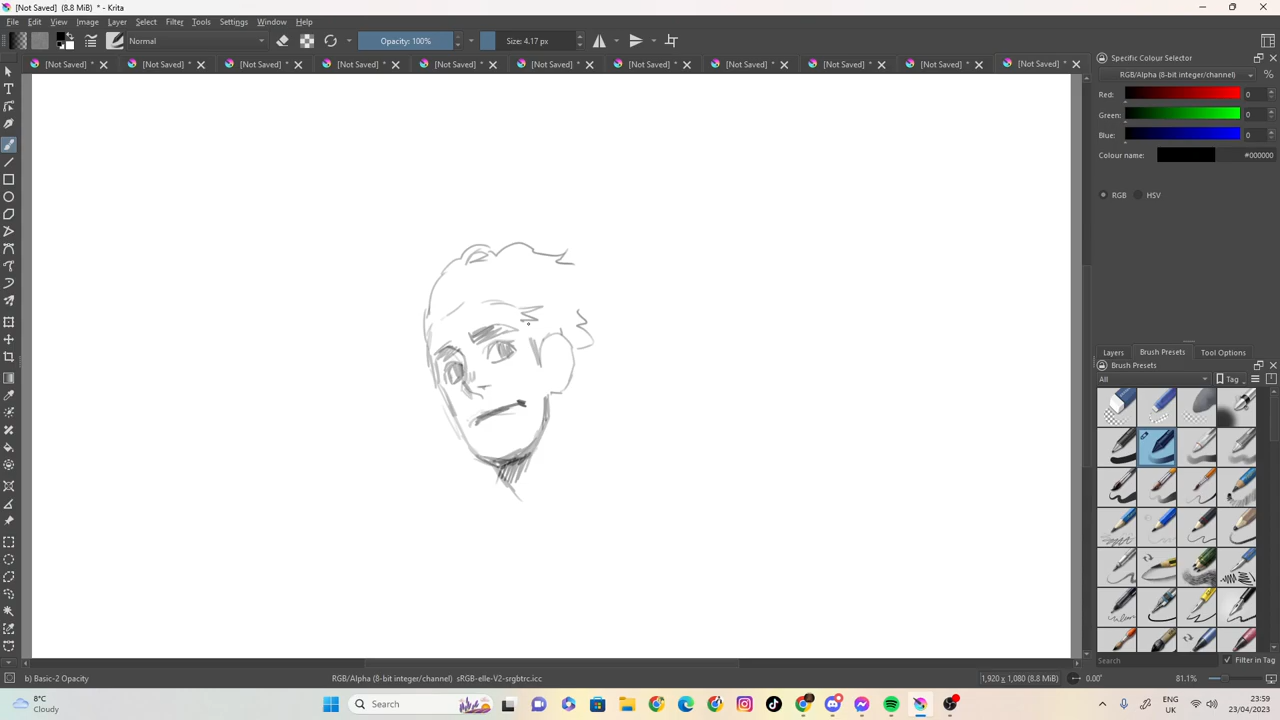 [Not Saved] (8.8 MiB) * - Krita
File Edit View Image Layer Select Filter Tools Settings Window Help
Normal Opacity: 100% Size: 4.17 px
[Not Saved] * [Not Saved] * [Not Saved] * [Not Saved] * [Not Saved] * [Not Saved] * [Not Saved] * [Not Saved] * [Not Saved] * [Not Saved] * [Not Saved] *
Specific Colour Selector
RGB/Alpha (8-bit integer/channel) %
Red: 0
Green: 0
Blue: 0
Colour name: #000000
RGB HSV
Layers Brush Presets Tool Options
Brush Presets
All Tag
Search Filter in Tag
b) Basic-2 Opacity RGB/Alpha (8-bit integer/channel) sRGB-elle-V2-srgbtrc.icc 1,920 x 1,080 (8.8 MiB) 0.00° 81.1%
8°C
Cloudy
Search
ENG
UK
23:59
23/04/2023